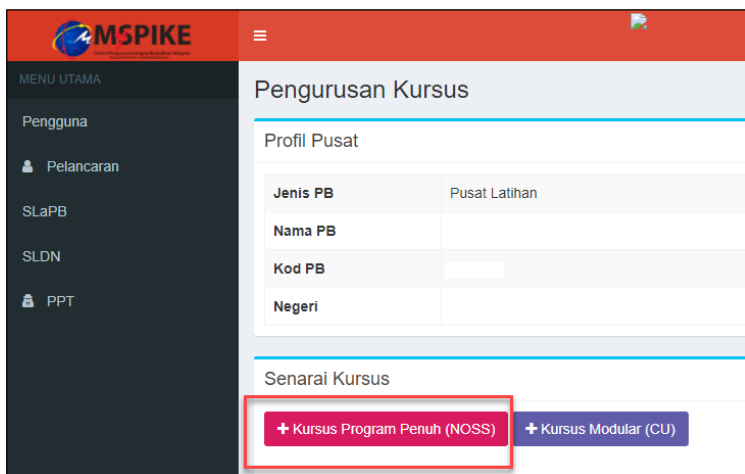 MySPIKE
MENU UTAMA
Pengguna
Pelancaran
SLaPB
SLDN
PPT
Pengurusan Kursus
Profil Pusat
Jenis PB Pusat Latihan
Nama PB
Kod PB
Negeri
Senarai Kursus
+ Kursus Program Penuh (NOSS) + Kursus Modular (CU)